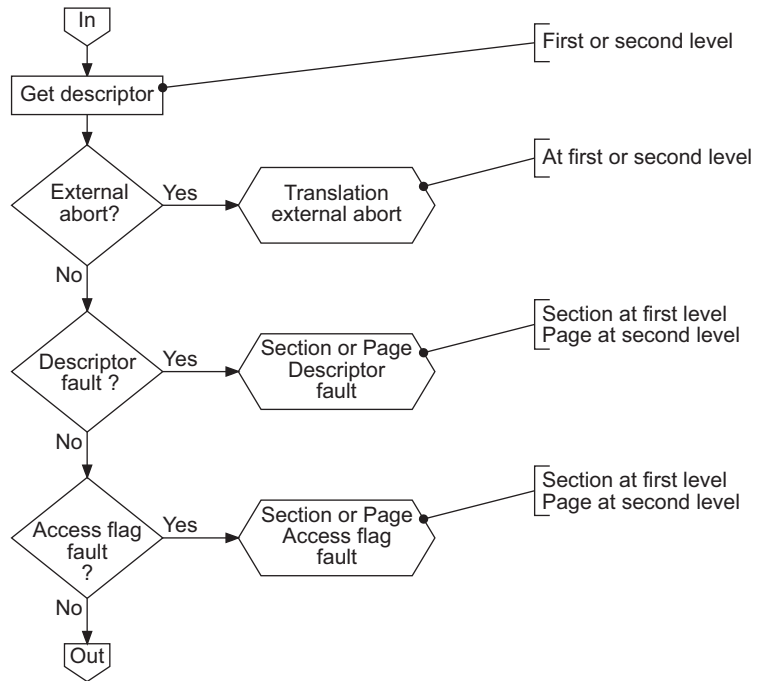 In
First or second level
Get descriptor
At first or second level
External
abort?
Yes
Translation
external abort
No
Section at first level
Page at second level
Descriptor
fault ?
Yes
Section or Page
Descriptor
fault
No
Section at first level
Page at second level
Access flag
fault
?
Yes
Section or Page
Access flag
fault
No
Out